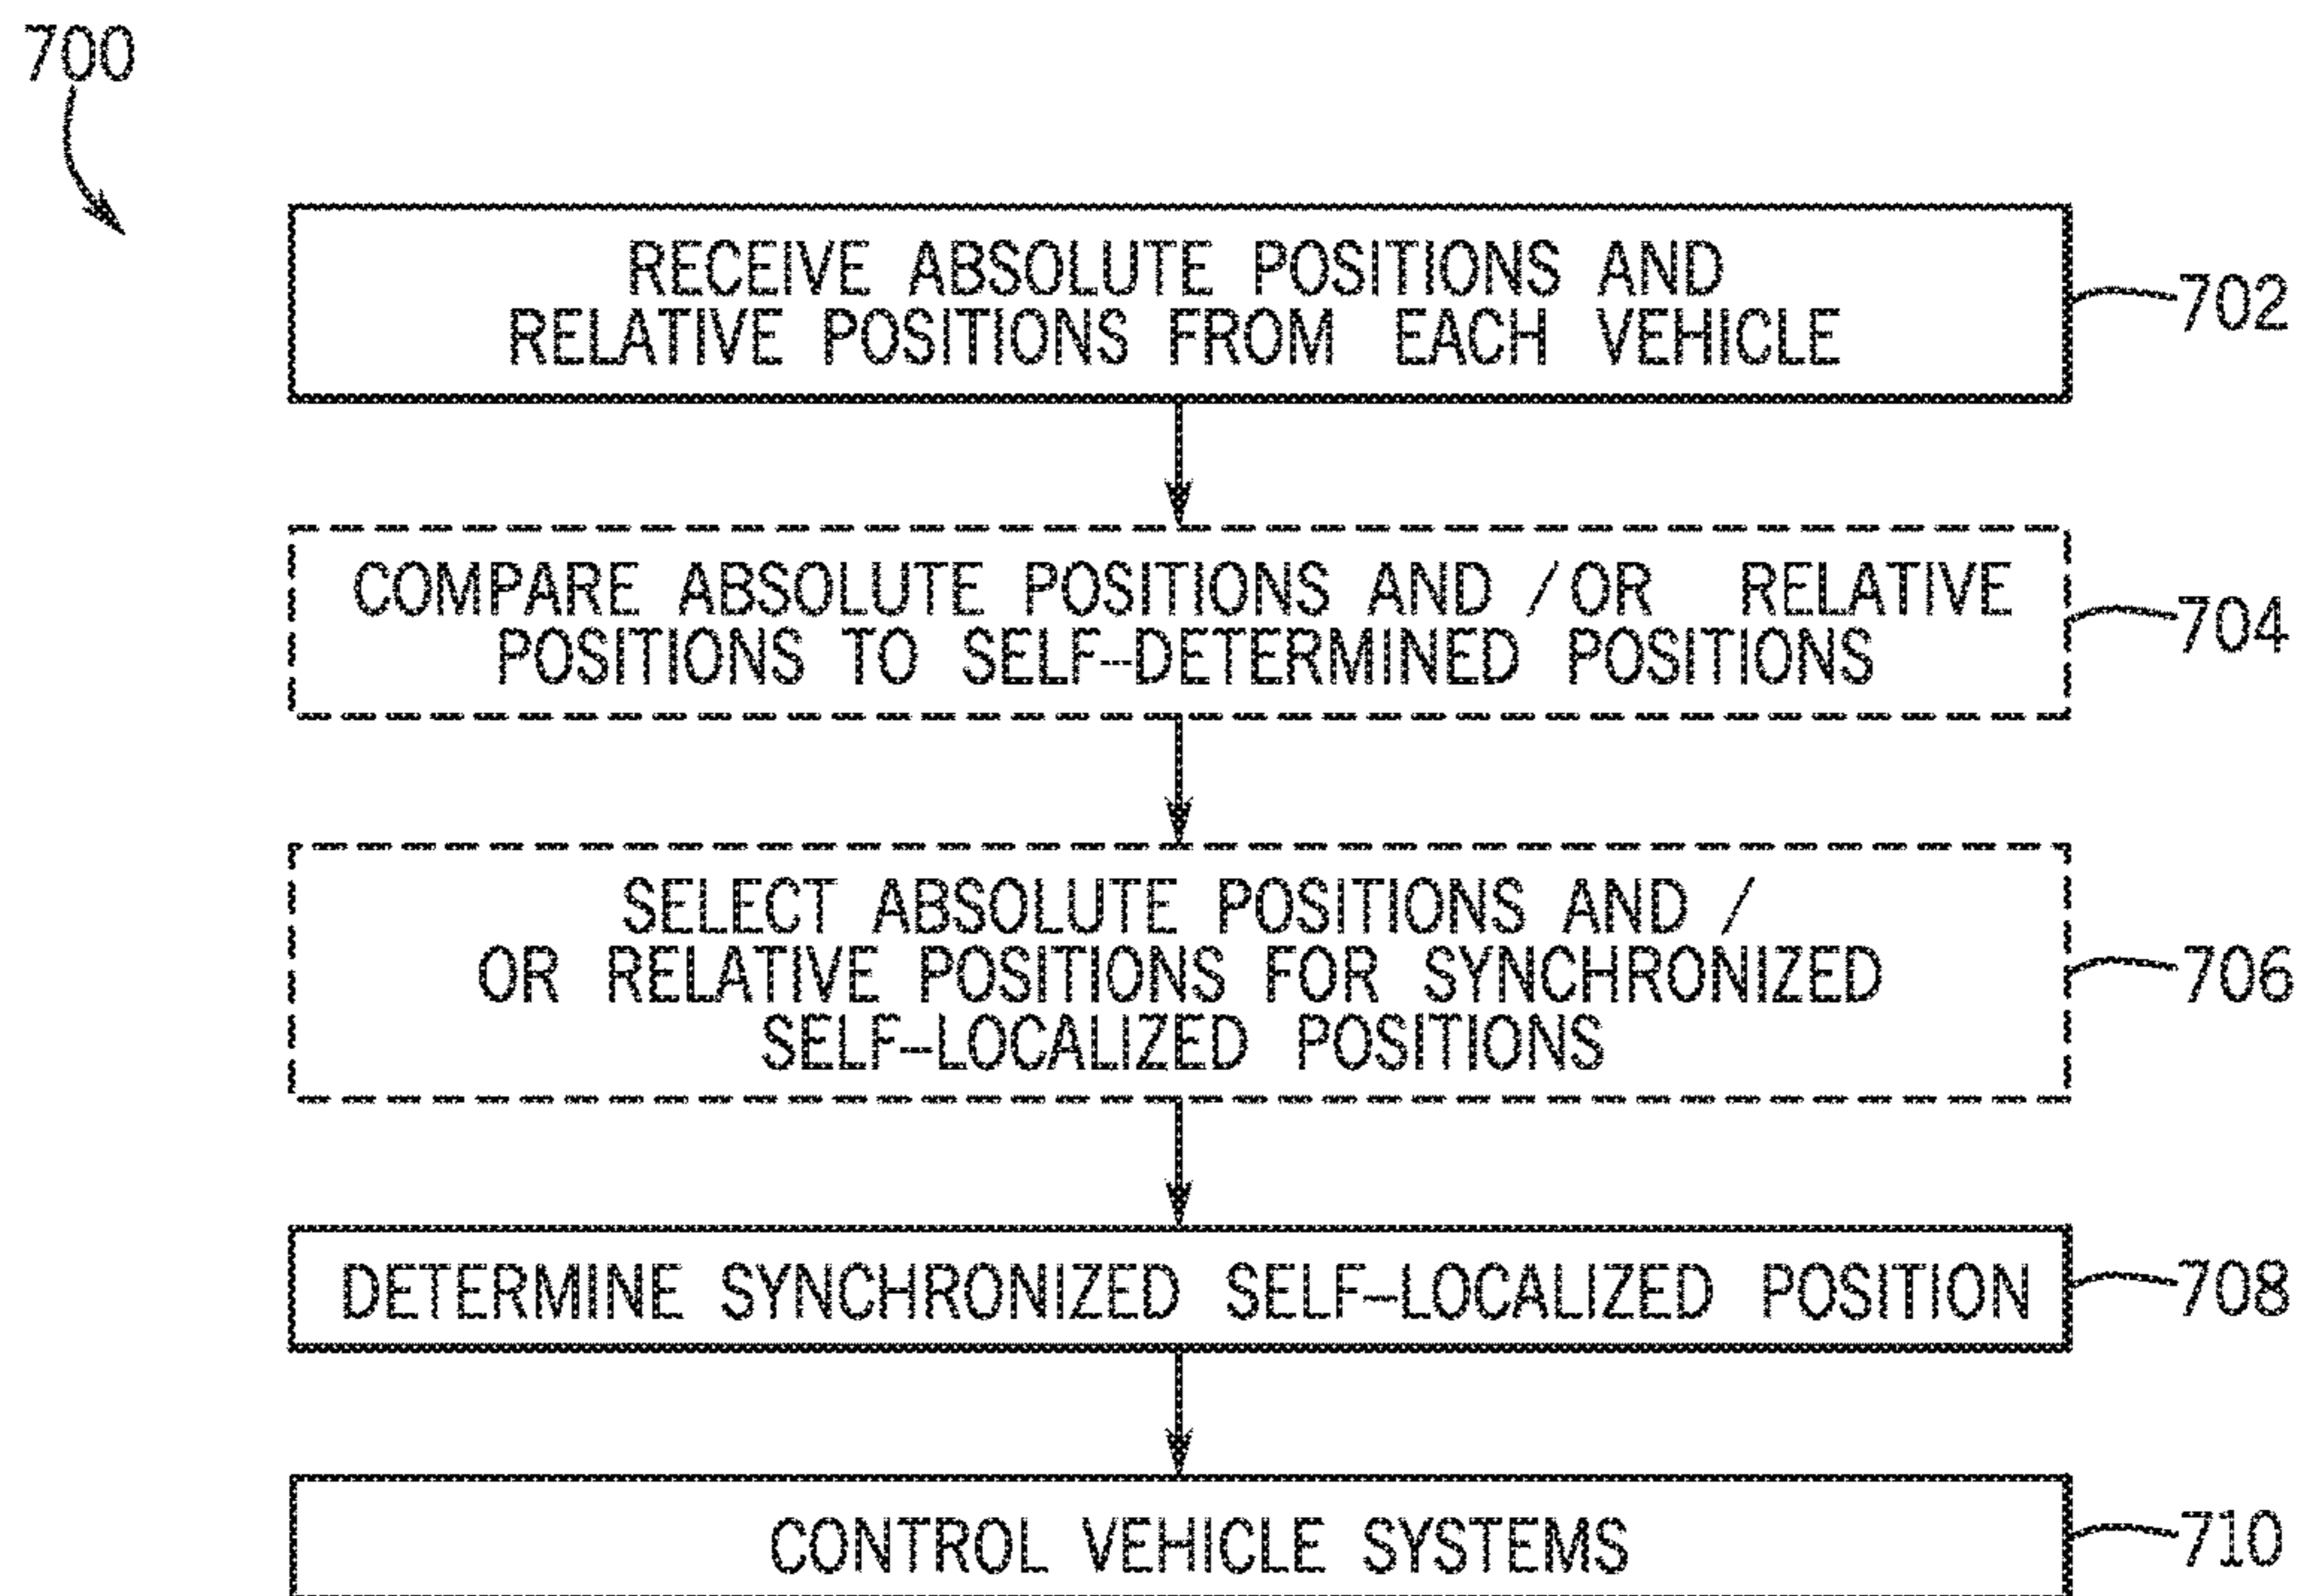 700
RECEIVE ABSOLUTE POSITIONS AND
RELATIVE POSITIONS FROM EACH VEHICLE
702
COMPARE ABSOLUTE POSITIONS AND /OR RELATIVE
POSITIONS TO SELF--DETERMINED POSITIONS
704
SELECT ABSOLUTE POSITIONS AND /
OR RELATIVE POSITIONS FOR SYNCHRONIZED
SELF--LOCALIZED POSITIONS
706
DETERMINE SYNCHRONIZED SELF-LOCALIZED POSITION
708
CONTROL VEHICLE SYSTEMS
710